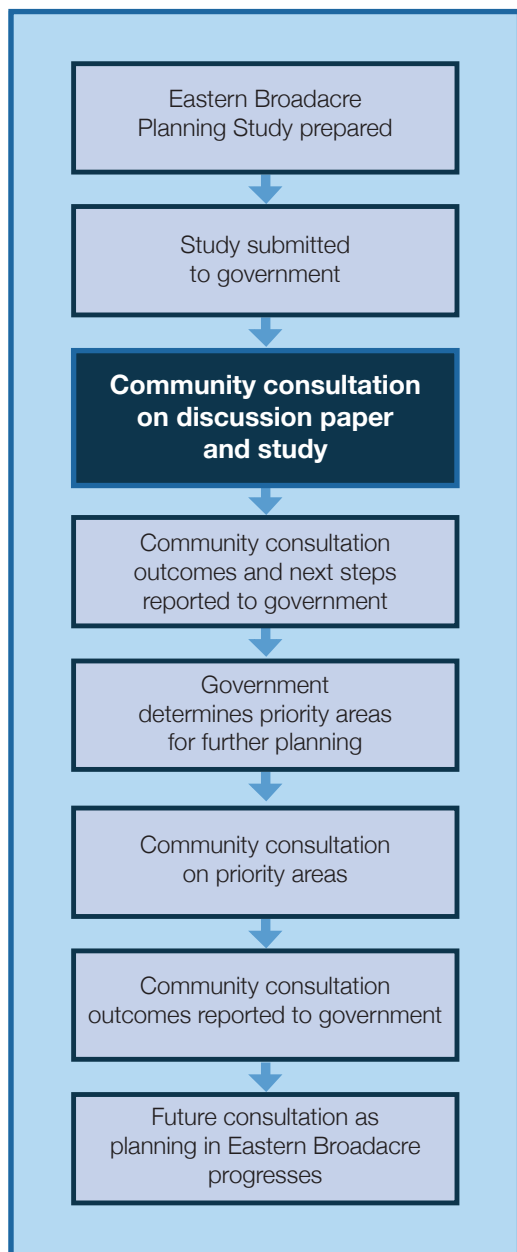 Eastern Broadacre
Planning Study prepared
Study submitted
to government
Community consultation
on discussion paper
and study
Community consultation
outcomes and next steps
reported to government
Government
determines priority areas
for further planning
Community consultation
on priority areas
Community consultation
outcomes reported to government
Future consultation as
planning in Eastern Broadacre
progresses